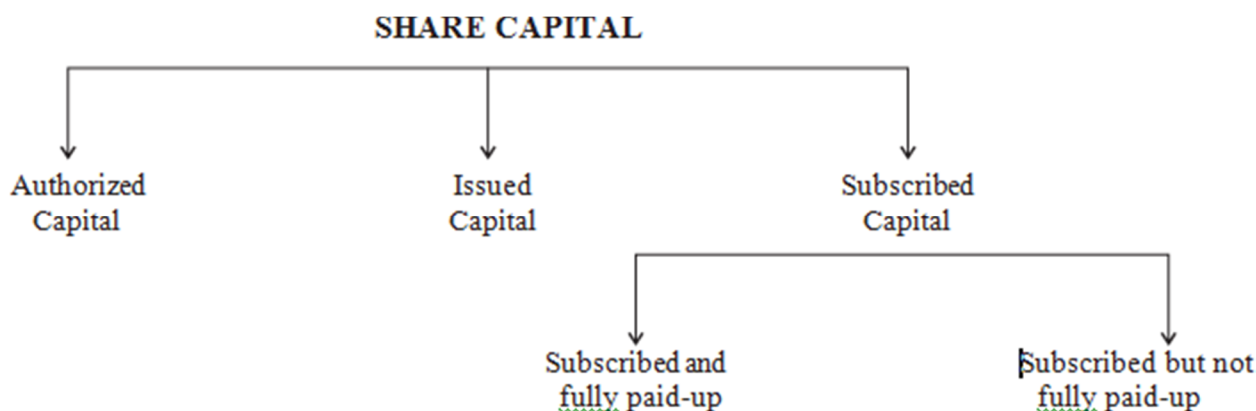 SHARE CAPITAL
Authorized
Capital
Issued
Capital
Subscribed
Capital
Subscribed and
fully paid-up
Subscribed but not
fully paid-up